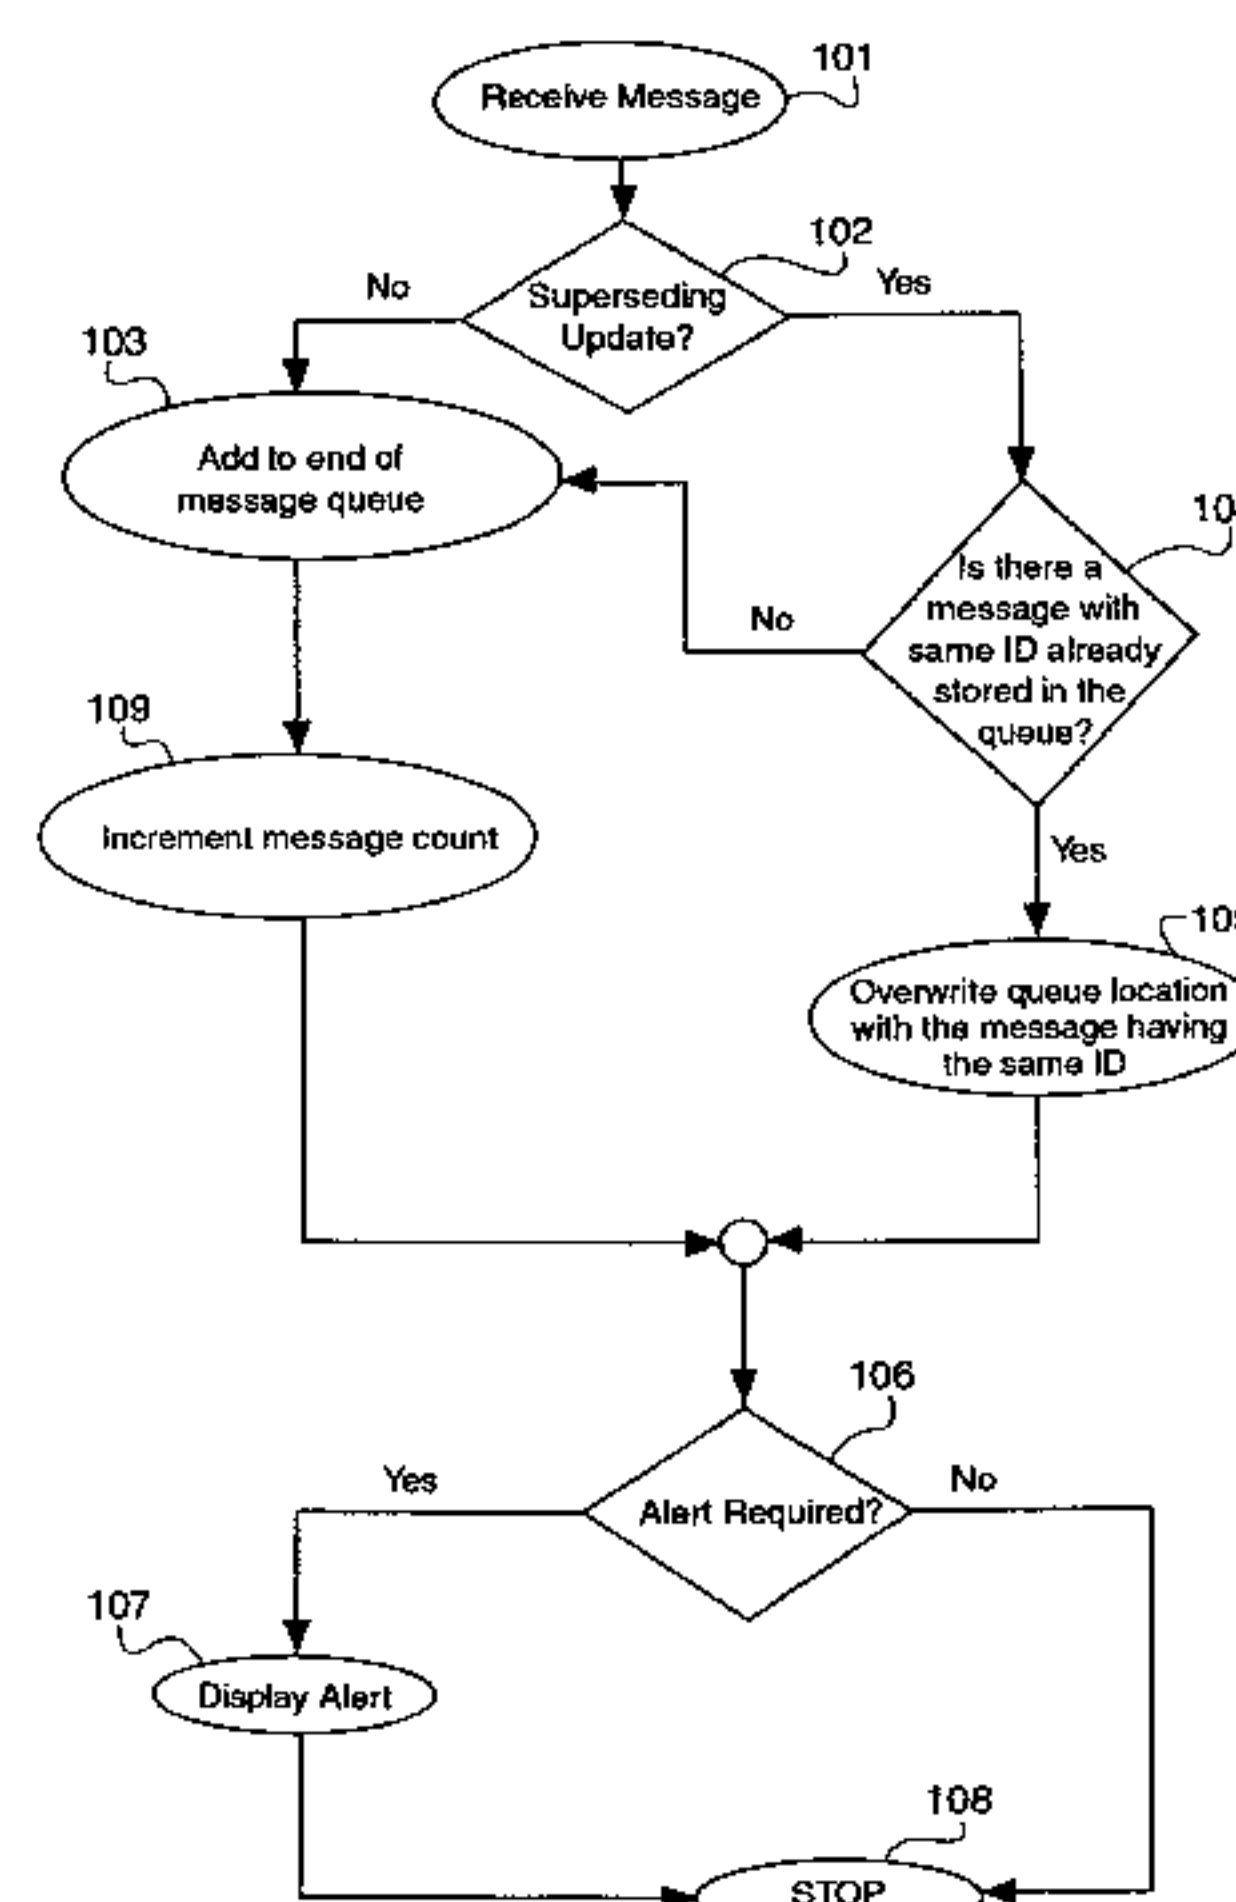 101
Receive Message
102
No
Superseding
Update?
Yes
103
Add to end of
message queue
10
Is there a
message with
same ID already
stored in the
queue?
No
109
Increment message count
Yes
10
Overwrite queue location
with the message having
the same ID
106
Yes
Alert Required?
No
107
Display Alert
108
STOP